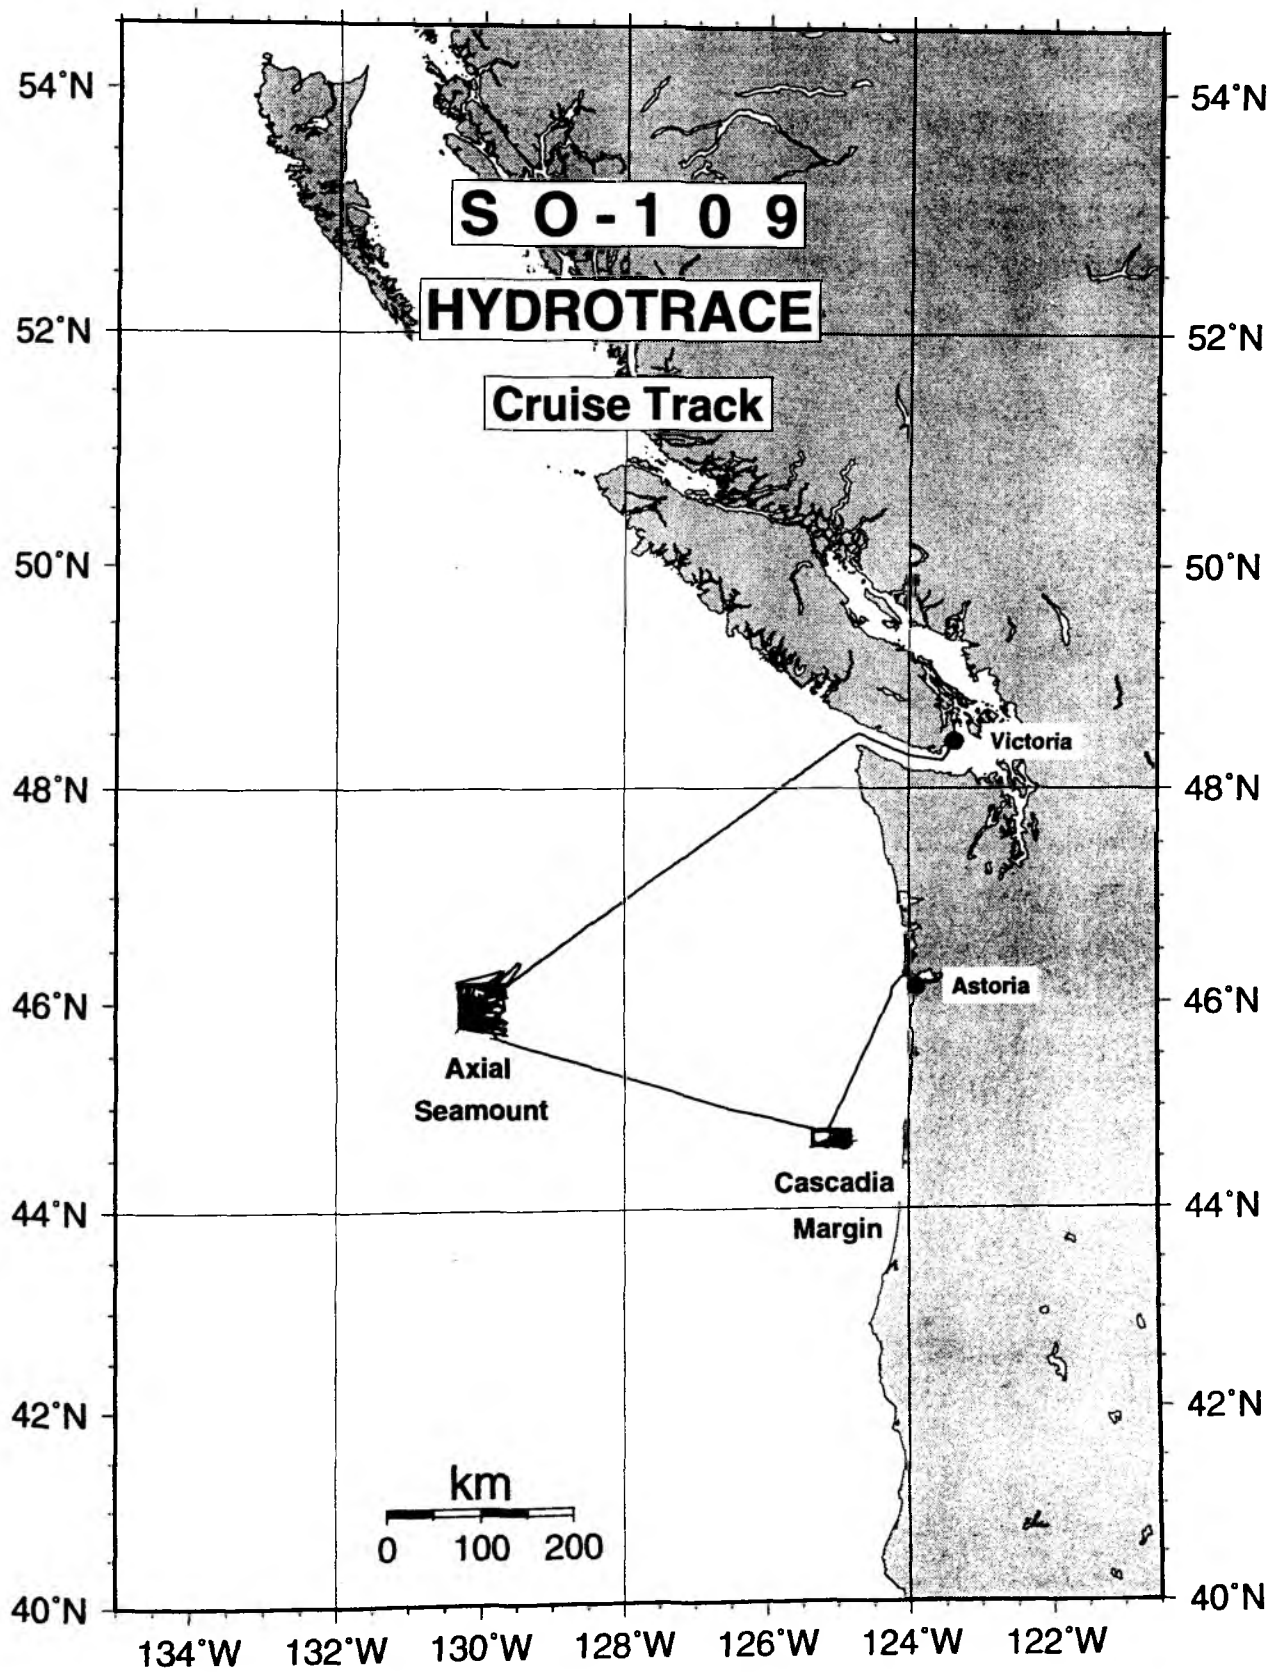 54°N
54°N
S O - 1 0 9
HYDROTRACE
52°N
52°N
Cruise Track
50°N
50°N
Victoria
48°N
48°N
Astoria
46°N
46°N
Axial
Seamount
Cascadia
Margin
44°N
44°N
42°N
42°N
km
0 100 200
40°N
40°N
134°W 132°W 130°W 128°W 126°W 124°W 122°W